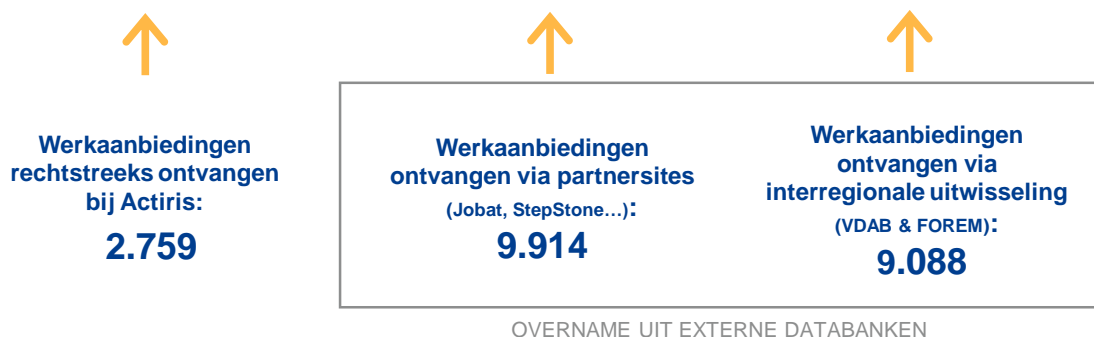 Werkaanbiedingen
rechtstreeks ontvangen
bij Actiris:
2.759
Werkaanbiedingen
ontvangen via partnersites
(Jobat, StepStone…):
9.914
Werkaanbiedingen
ontvangen via
interregionale uitwisseling
(VDAB & FOREM):
9.088
OVERNAME UIT EXTERNE DATABANKEN